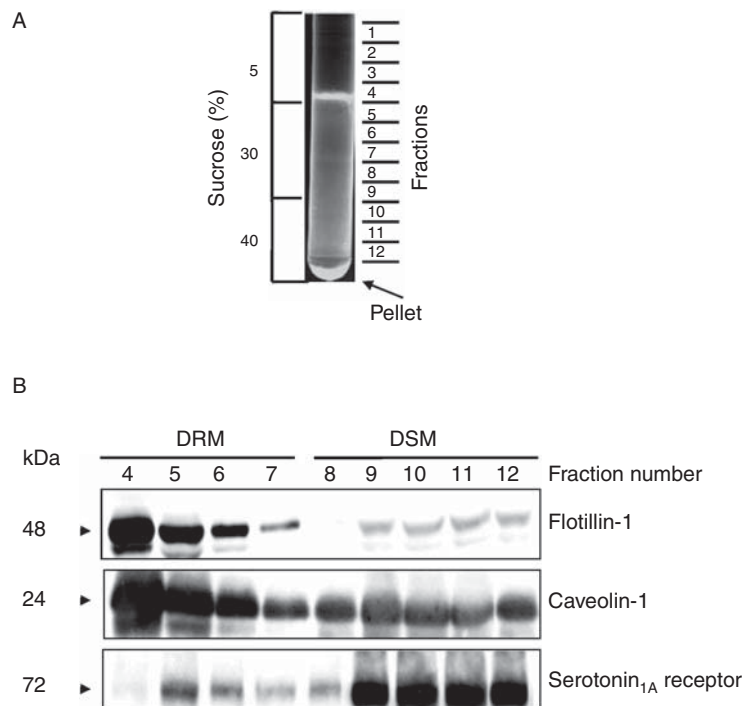 A
Sucrose (%)
5
30
40
1
2
3
4
5
6
7
8
9
10
11
12
Fractions
Pellet
B
DRM
DSM
kDa
4 5 6 7 8 9 10 11 12 Fraction number
48 Flotillin-1
24 Caveolin-1
72 Serotonin1A receptor